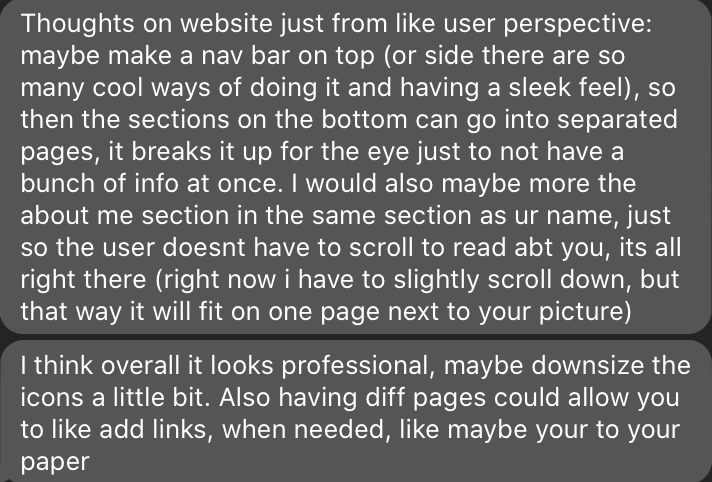 Thoughts on website just from like user perspective:
maybe make a nav bar on top (or side there are so
many cool ways of doing it and having a sleek feel), so
then the sections on the bottom can go into separated
pages, it breaks it up for the eye just to not have a
bunch of info at once. I would also maybe more the
about me section in the same section as ur name, just
so the user doesnt have to scroll to read abt you, its all
right there (right now i have to slightly scroll down, but
that way it will fit on one page next to your picture)
I think overall it looks professional, maybe downsize the
icons a little bit. Also having diff pages could allow you
to like add links, when needed, like maybe your to your
paper